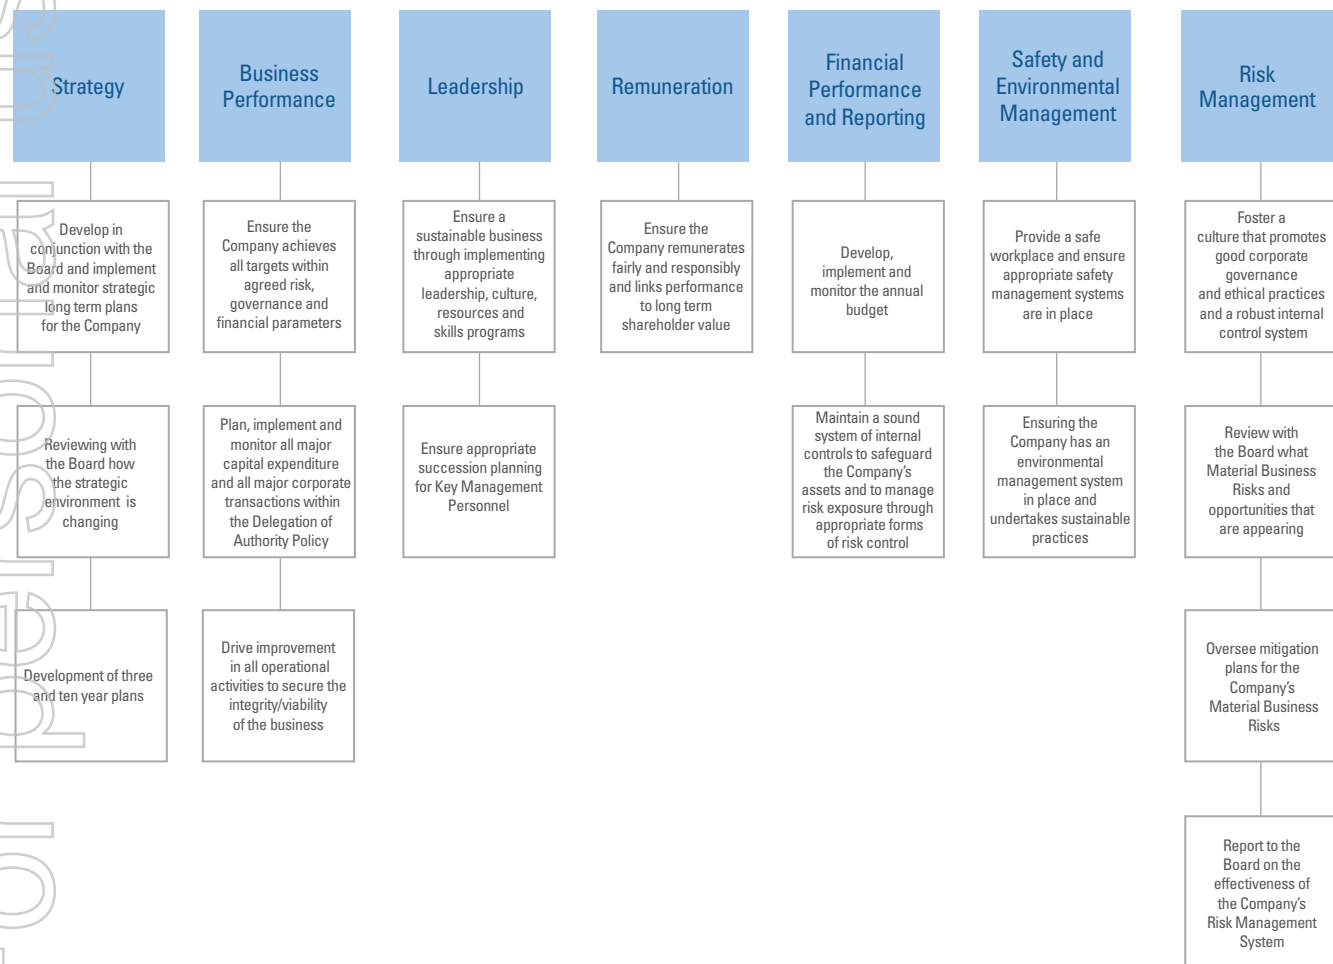 Strategy
Develop in
conjunction with the
Board and implement
and monitor strategic
long term plans
for the Company
Reviewing with
the Board how
the strategic
environment is
changing
Development of three
and ten year plans
Business
Performance
Ensure the
Company achieves
all targets within
agreed risk,
governance and
financial parameters
Plan, implement and
monitor all major
capital expenditure
and all major corporate
transactions within
the Delegation of
Authority Policy
Drive improvement
in all operational
activities to secure the
integrity/viability
of the business
Leadership
Ensure a
sustainable business
through implementing
appropriate
leadership, culture,
resources and
skills programs
Ensure appropriate
succession planning
for Key Management
Personnel
Remuneration
Ensure the
Company remunerates
fairly and responsibly
and links performance
to long term
shareholder value
Financial
Performance
and Reporting
Develop,
implement and
monitor the annual
budget
Maintain a sound
system of internal
controls to safeguard
the Company's
assets and to manage
risk exposure through
appropriate forms
of risk control
Safety and
Environmental
Management
Provide a safe
workplace and ensure
appropriate safety
management systems
are in place
Ensuring the
Company has an
environmental
management system
in place and
undertakes sustainable
practices
Risk
Management
Foster a
culture that promotes
good corporate
governance
and ethical practices
and a robust internal
control system
Review with
the Board what
Material Business
Risks and
opportunities that
are appearing
Oversee mitigation
plans for the
Company's
Material Business
Risks
Report to the
Board on the
effectiveness of
the Company's
Risk Management
System
or personal us